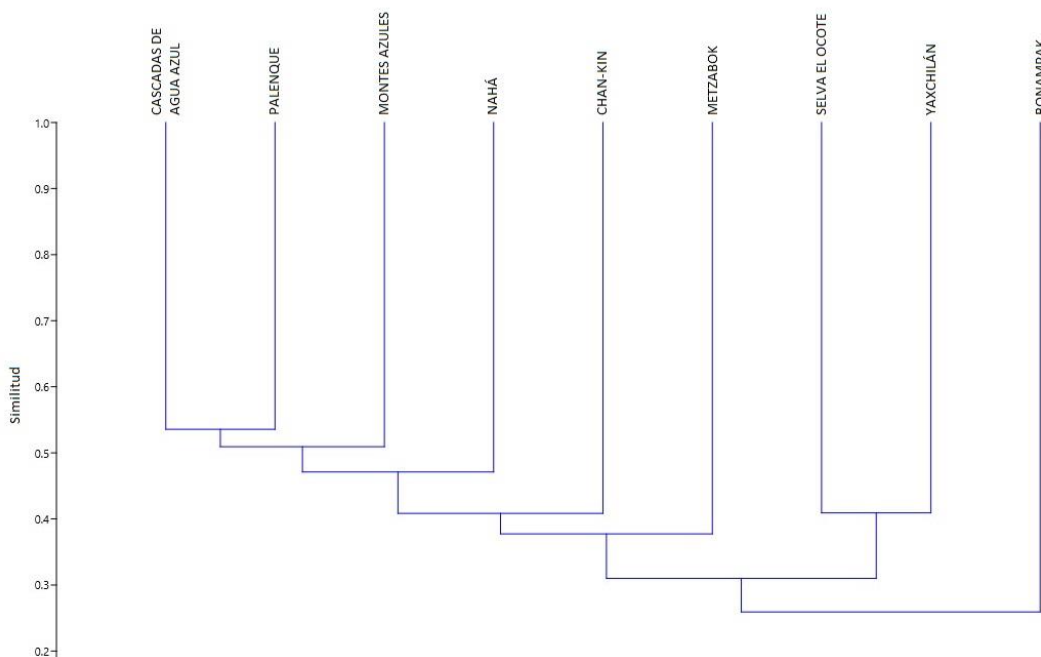 CASCADAS DE
AGUA AZUL
PALENQUE
MONTES AZULES
NAHÁ
CHAN-KIN
METZABOK
SELVA EL OCOTE
YAXCHILÁN
BONAMPAK
1.0
0.9
0.8
0.7
0.6
0.5
0.4
0.3
0.2
Similitud